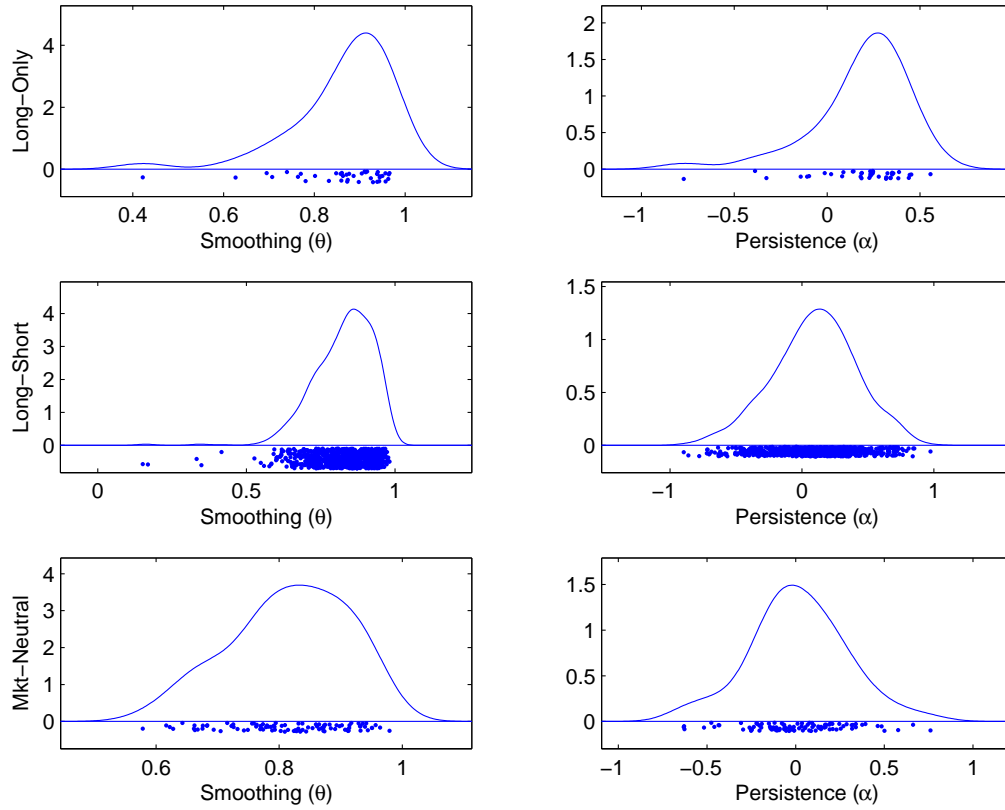 Long−Only
4
2
0
0.4 0.6 0.8 1
Smoothing (θ)
2
1.5
1
0.5
0
−1 −0.5 0 0.5
Persistence (α)
Long−Short
4
3
2
1
0
0 0.5 1
Smoothing (θ)
1.5
1
0.5
0
−1 0 1
Persistence (α)
Mkt−Neutral
4
3
2
1
0
0.6 0.8 1
Smoothing (θ)
1.5
1
0.5
0
−1 −0.5 0 0.5 1
Persistence (α)